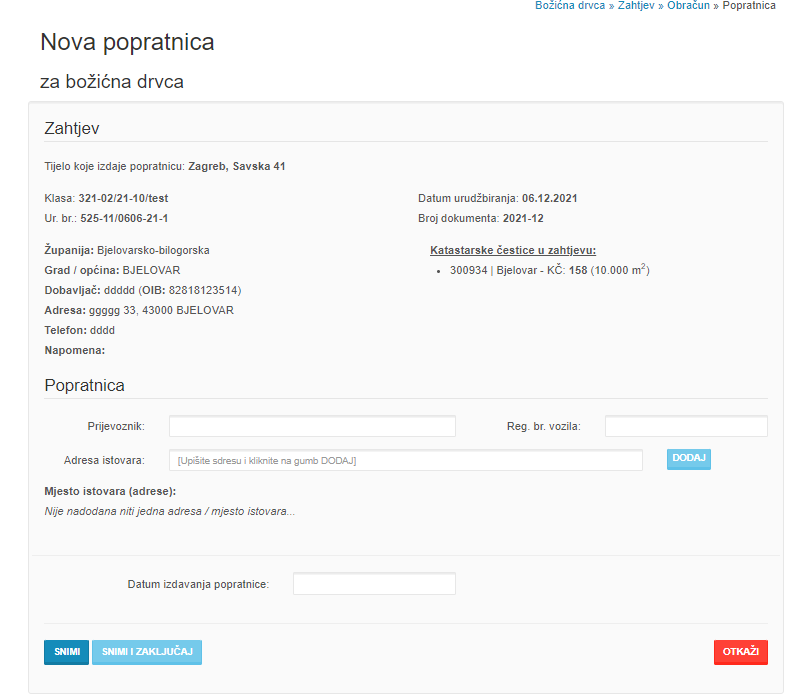 Božićna drvca » Zahtjev » Obračun » Popratnica
Nova popratnica
za božićna drvca
Zahtjev
Tijelo koje izdaje popratnicu: Zagreb, Savska 41
Klasa: 321-02/21-10/test
Datum urudžbiranja: 06.12.2021
Ur. br.: 525-11/0606-21-1
Broj dokumenta: 2021-12
Županija: Bjelovarsko-bilogorska
Grad / općina: BJELOVAR
Dobavljač: ddddd (OIB: 82818123514)
Adresa: ggggg 33, 43000 BJELOVAR
Telefon: dddd
Napomena:
Katastarske čestice u zahtjevu:
• 300934 | Bjelovar - KČ: 158 (10.000 m²)
Popratnica
Prijevoznik:
Reg. br. vozila:
Adresa istovara:
[Upišite sdresu i kliknite na gumb DODAJ]
DODAJ
Mjesto istovara (adrese):
Nije nadodana niti jedna adresa / mjesto istovara...
Datum izdavanja popratnice:
SNIMI
SNIMI I ZAKLJUČAJ
OTKAŽI